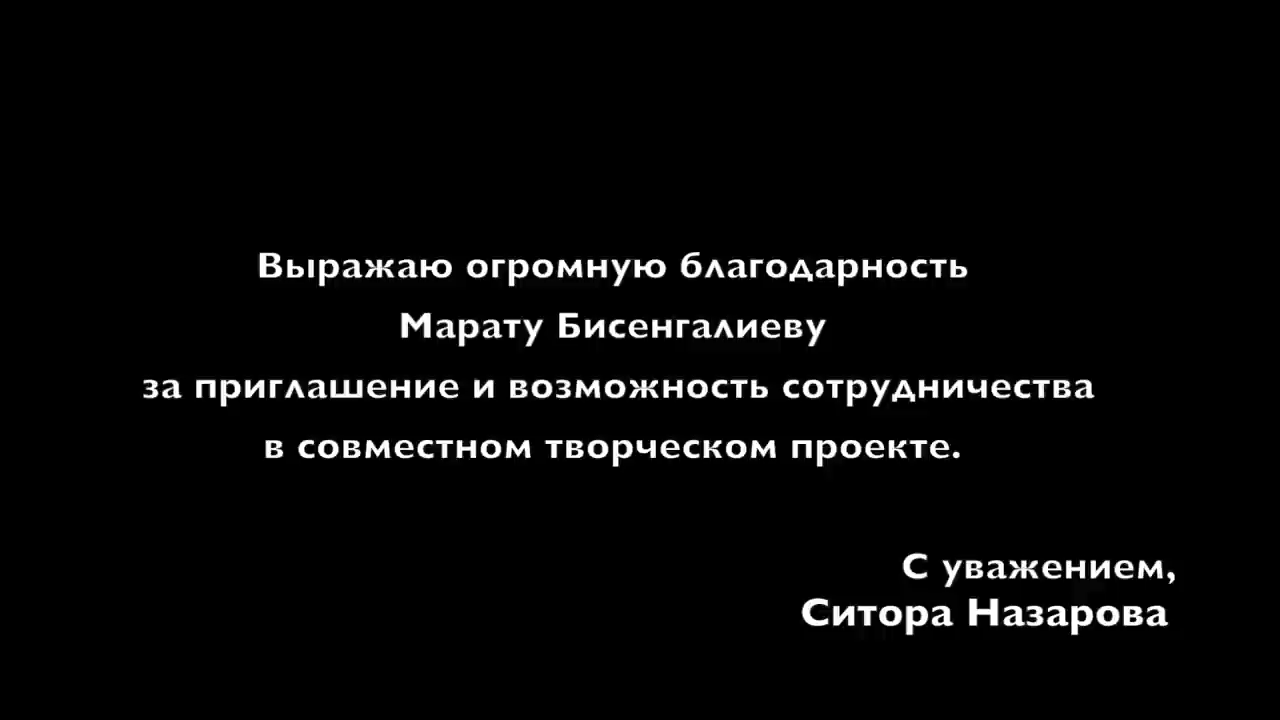 Выражаю огромную благодарность
Марату Бисенгалиеву
за приглашение и возможность сотрудничества
в совместном творческом проекте.
С уважением,
Ситора Назарова